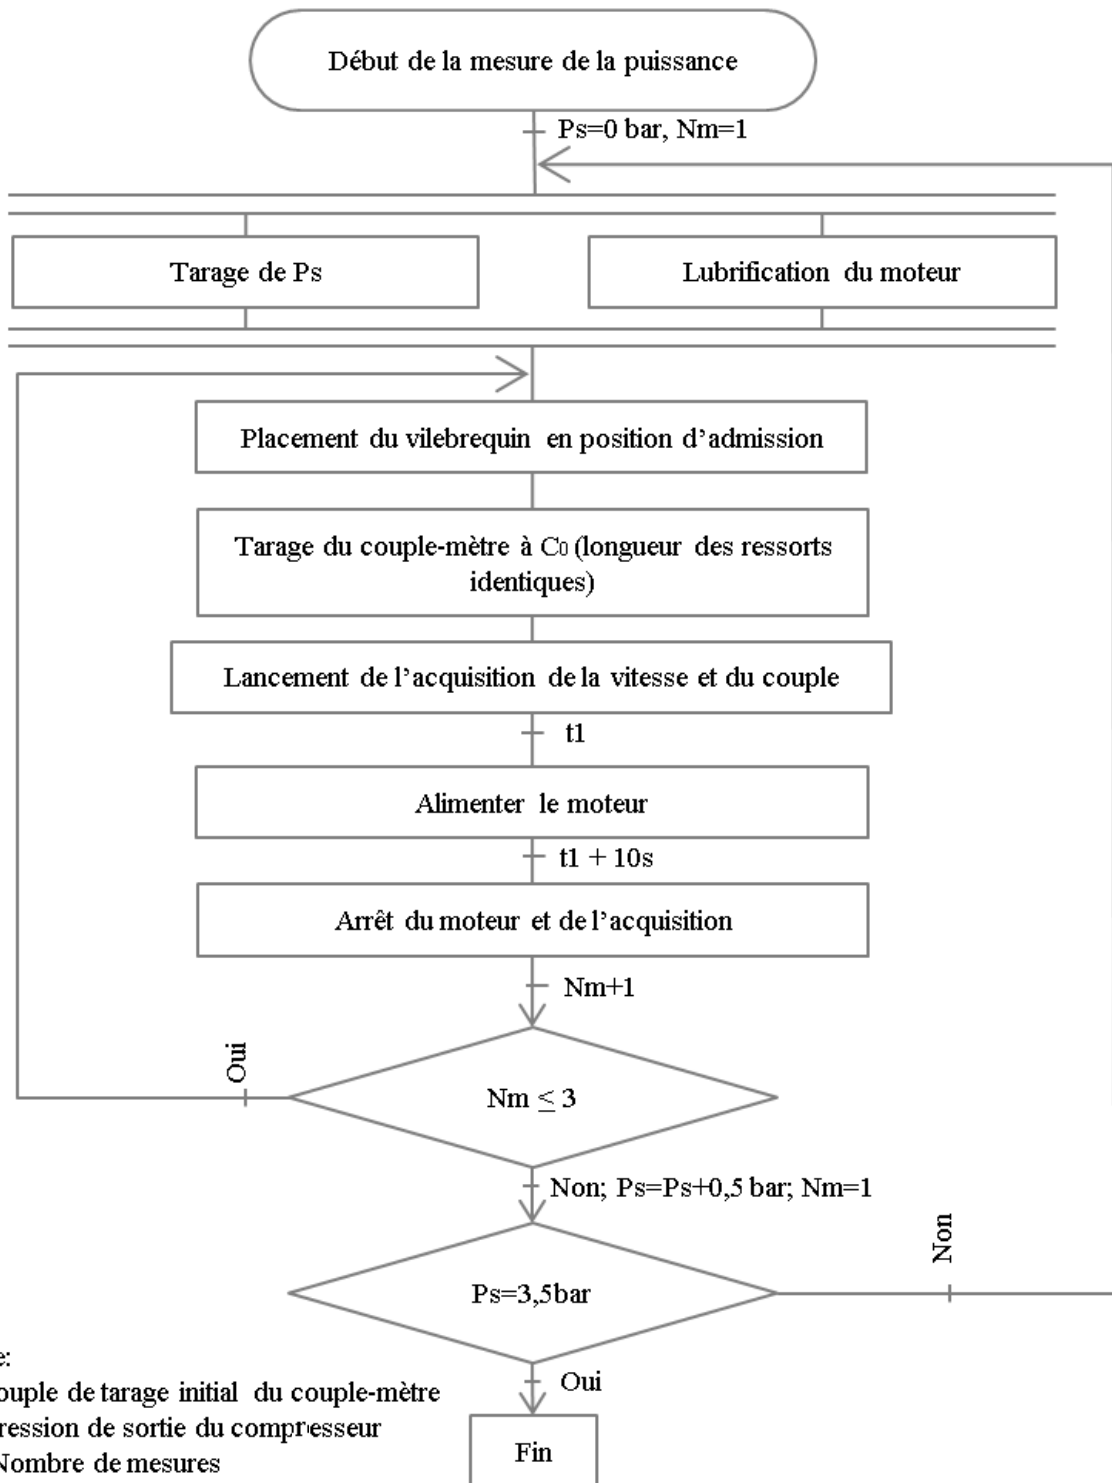 Début de la mesure de la puissance
Ps=0 bar, Nm=1
Tarage de Ps
Lubrification du moteur
Placement du vilebrequin en position d’admission
Tarage du couple-mètre à C0 (longueur des ressorts
identiques)
Lancement de l’acquisition de la vitesse et du couple
t1
Alimenter le moteur
t1 + 10s
Arrêt du moteur et de l’acquisition
Nm+1
Oui
Nm ≤ 3
Non; Ps=Ps+0,5 bar; Nm=1
Non
Ps=3,5bar
e:
Oui
ouple de tarage initial du couple-mètre
ression de sortie du compresseur
Nombre de mesures
Fin